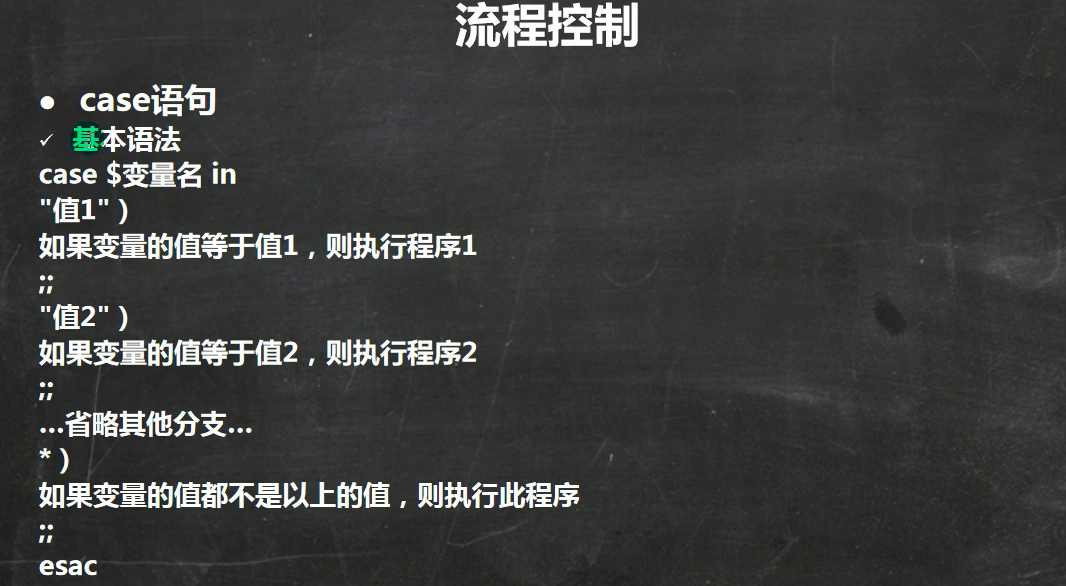 流程控制
● case语句
✓ 基本语法
case $变量名 in
"值1" )
如果变量的值等于值1，则执行程序1
;;
"值2" )
如果变量的值等于值2，则执行程序2
;;
…省略其他分支…
* )
如果变量的值都不是以上的值，则执行此程序
;;
esac